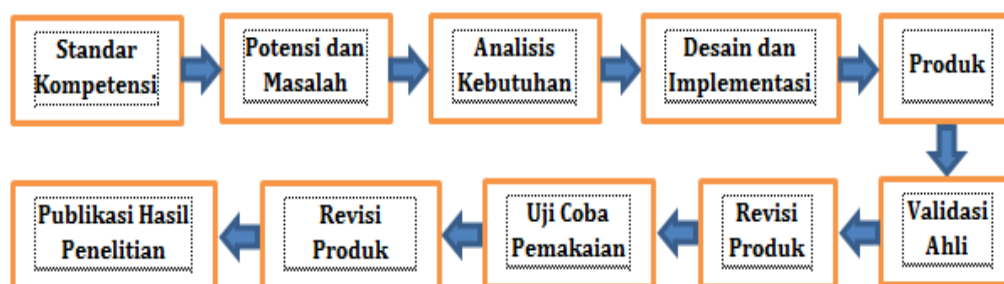 Standar
Kompetensi
Potensi dan
Masalah
Analisis
Kebutuhan
Desain dan
Implementasi
Produk
Validasi
Ahli
Revisi
Produk
Uji Coba
Pemakaian
Revisi
Produk
Publikasi Hasil
Penelitian